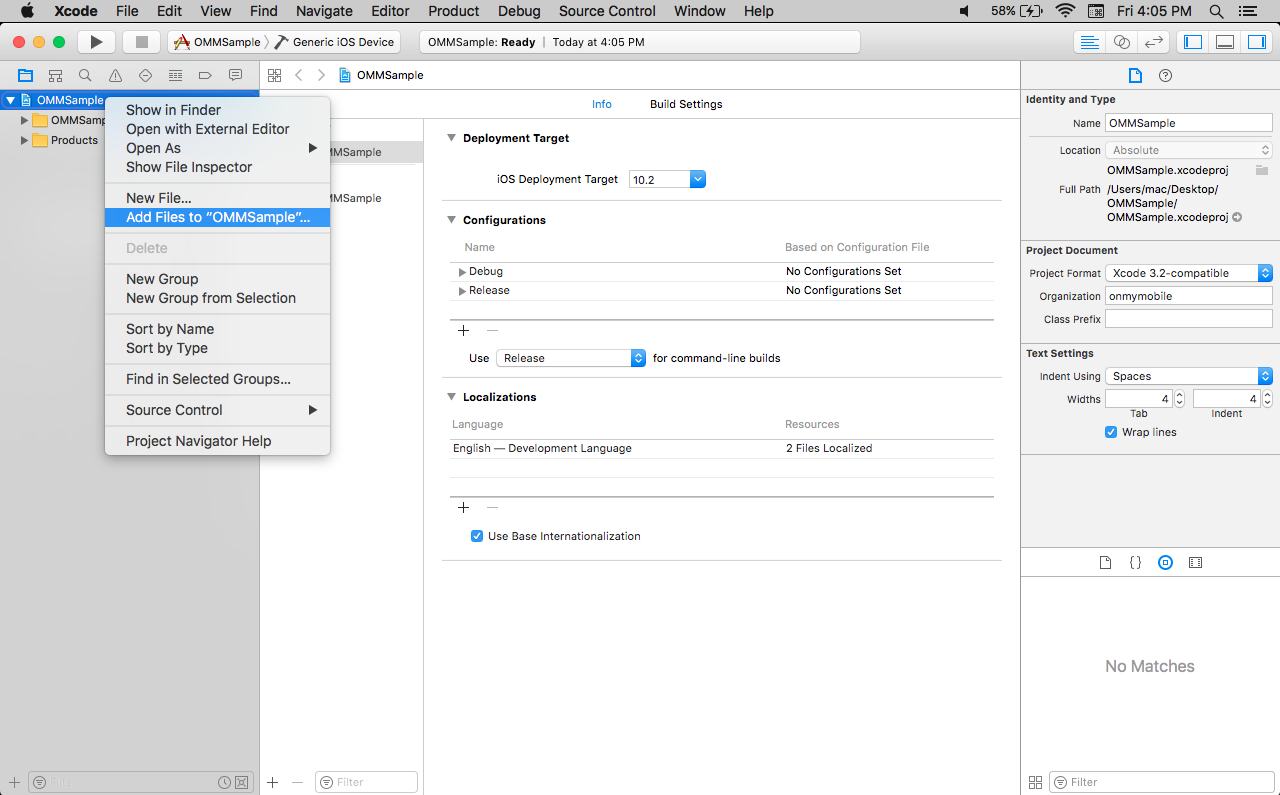 Xcode File Edit View Find Navigate Editor Product Debug Source Control Window Help 58% Fri 4:05 PM
OMMSample Generic iOS Device OMMSample: Ready | Today at 4:05 PM
OMMSample
OMMSample
OMMSamp
Products
Show in Finder
Open with External Editor
Open As
Show File Inspector
New File...
Add Files to “OMMSample”...
Delete
New Group
New Group from Selection
Sort by Name
Sort by Type
Find in Selected Groups...
Source Control
Project Navigator Help
MMSample
MMSample
Info Build Settings
Deployment Target
iOS Deployment Target 10.2
Configurations
Name Based on Configuration File
Debug No Configurations Set
Release No Configurations Set
Use Release for command-line builds
Localizations
Language Resources
English — Development Language 2 Files Localized
Use Base Internationalization
Identity and Type
Name OMMSample
Location Absolute
OMMSample.xcodeproj
Full Path /Users/mac/Desktop/
OMMSample/
OMMSample.xcodeproj
Project Document
Project Format Xcode 3.2-compatible
Organization onmymobile
Class Prefix
Text Settings
Indent Using Spaces
Widths 4 4
Tab Indent
Wrap lines
{}
No Matches
Filter
Filter
Filter